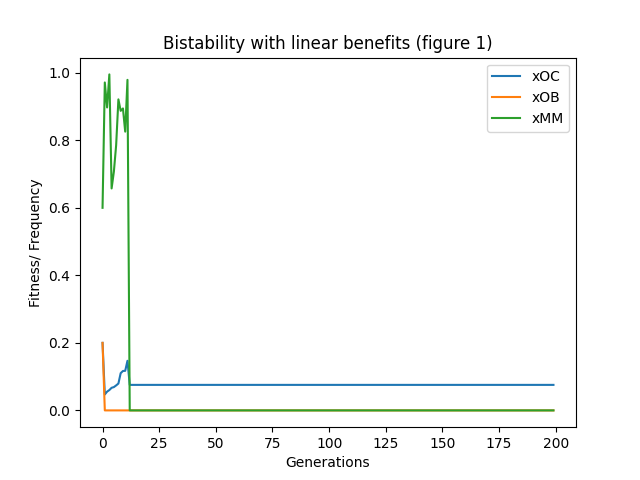 Bistability with linear benefits (figure 1)
xOC
xOB
xMM
1.0
0.8
0.6
0.4
0.2
0.0
Fitness/ Frequency
0 25 50 75 100 125 150 175 200
Generations